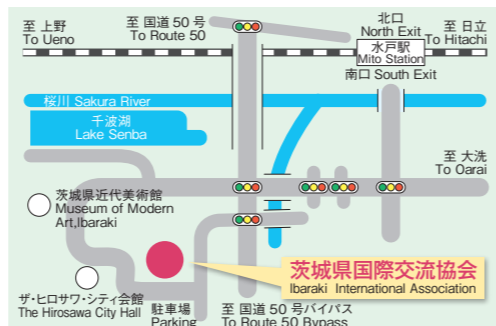 至 上野
To Ueno
至 国道 50 号
To Route 50
北口
North Exit
至 日立
To Hitachi
水戸駅
Mito Station
南口 South Exit
桜川 Sakura River
千波湖
Lake Senba
至 大洗
To Oarai
茨城県近代美術館
Museum of Modern
Art,Ibaraki
茨城県国際交流協会
Ibaraki International Association
ザ・ヒロサワ・シティ会館
The Hirosawa City Hall
駐車場
Parking
至 国道 50 号バイパス
To Route 50 Bypass